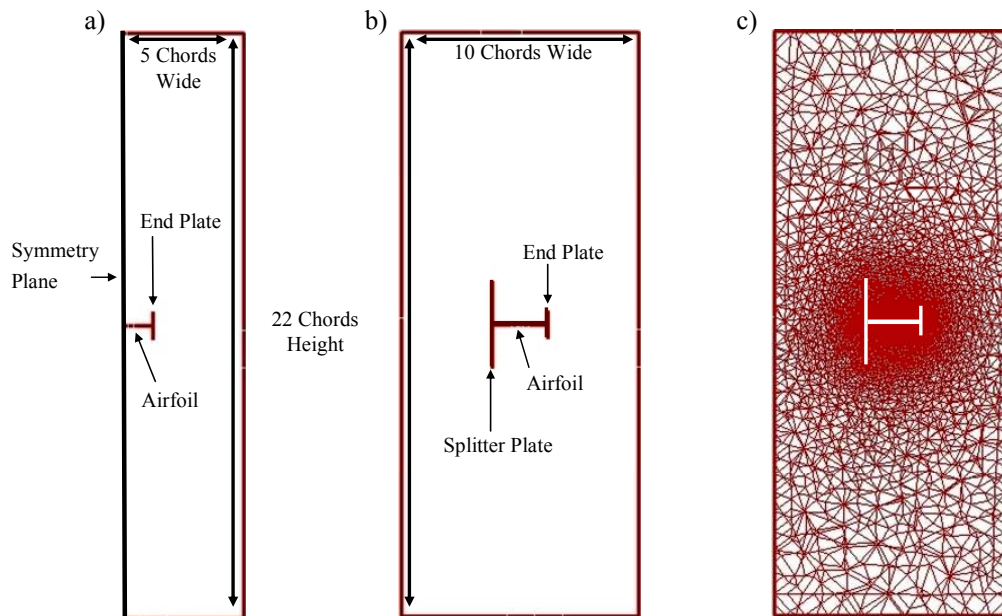 a)
5 Chords
Wide
End Plate
Symmetry
Plane
Airfoil
22 Chords
Height
b)
10 Chords Wide
End Plate
Airfoil
Splitter Plate
c)